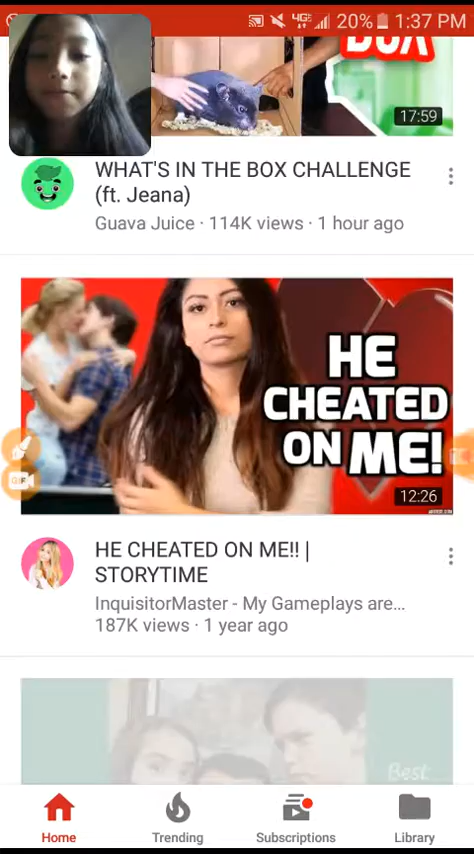 4G 20% 1:37 PM
BOX
17:59
WHAT'S IN THE BOX CHALLENGE
(ft. Jeana)
Guava Juice · 114K views · 1 hour ago
HE
CHEATED
ON ME!
12:26
GIF
HE CHEATED ON ME!! |
STORYTIME
InquisitorMaster - My Gameplays are...
187K views · 1 year ago
Best
Home Trending Subscriptions Library